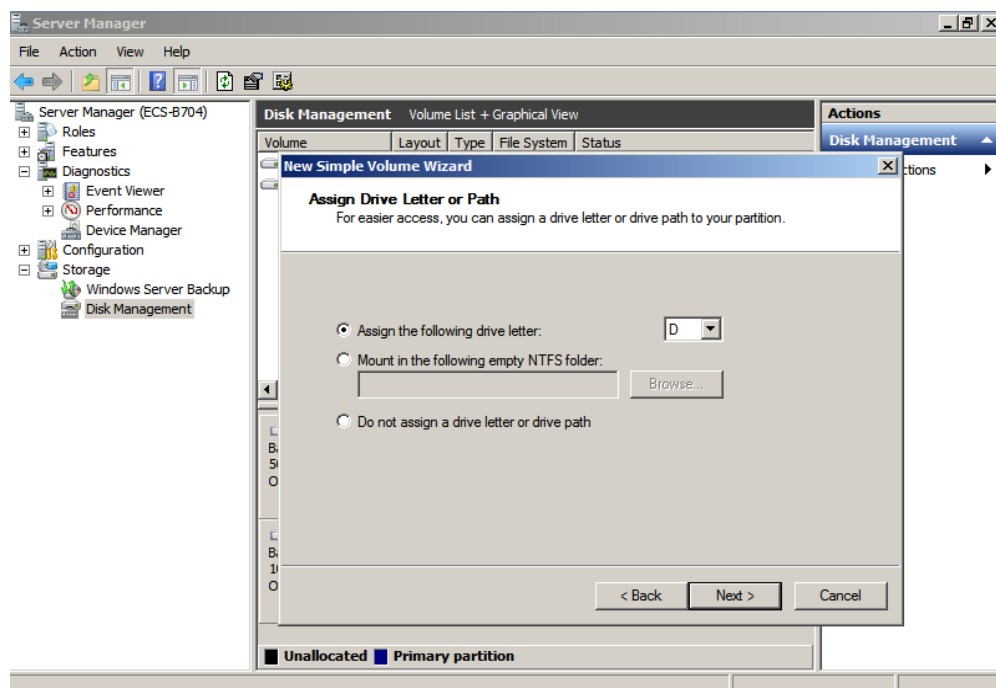 Server Manager
File Action View Help
Server Manager (ECS-B704)
Roles
Features
Diagnostics
Event Viewer
Performance
Device Manager
Configuration
Storage
Windows Server Backup
Disk Management
Disk Management Volume List + Graphical View
Volume Layout Type File System Status
New Simple Volume Wizard
Assign Drive Letter or Path
For easier access, you can assign a drive letter or drive path to your partition.
Assign the following drive letter: D
Mount in the following empty NTFS folder:
Browse...
Do not assign a drive letter or drive path
< Back Next > Cancel
Unallocated Primary partition
Actions
Disk Management